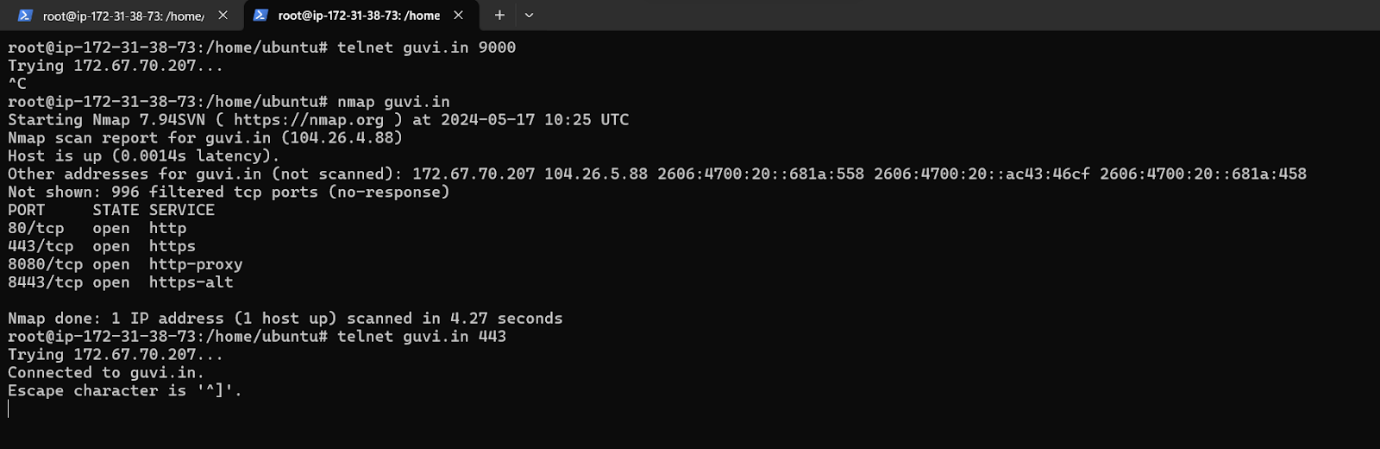 root@ip-172-31-38-73: /home/
root@ip-172-31-38-73: /home
root@ip-172-31-38-73:/home/ubuntu# telnet guvi.in 9000
Trying 172.67.70.207...
^C
root@ip-172-31-38-73:/home/ubuntu# nmap guvi.in
Starting Nmap 7.94SVN ( https://nmap.org ) at 2024-05-17 10:25 UTC
Nmap scan report for guvi.in (104.26.4.88)
Host is up (0.0014s latency).
Other addresses for guvi.in (not scanned): 172.67.70.207 104.26.5.88 2606:4700:20::681a:558 2606:4700:20::ac43:46cf 2606:4700:20::681a:458
Not shown: 996 filtered tcp ports (no-response)
PORT     STATE SERVICE
80/tcp   open  http
443/tcp  open  https
8080/tcp open  http-proxy
8443/tcp open  https-alt
Nmap done: 1 IP address (1 host up) scanned in 4.27 seconds
root@ip-172-31-38-73:/home/ubuntu# telnet guvi.in 443
Trying 172.67.70.207...
Connected to guvi.in.
Escape character is '^]'.